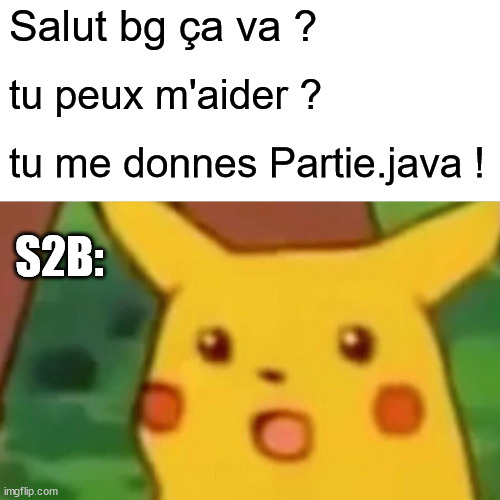 Salut bg ça va ?
tu peux m'aider ?
tu me donnes Partie.java !
S2B:
imgflip.com